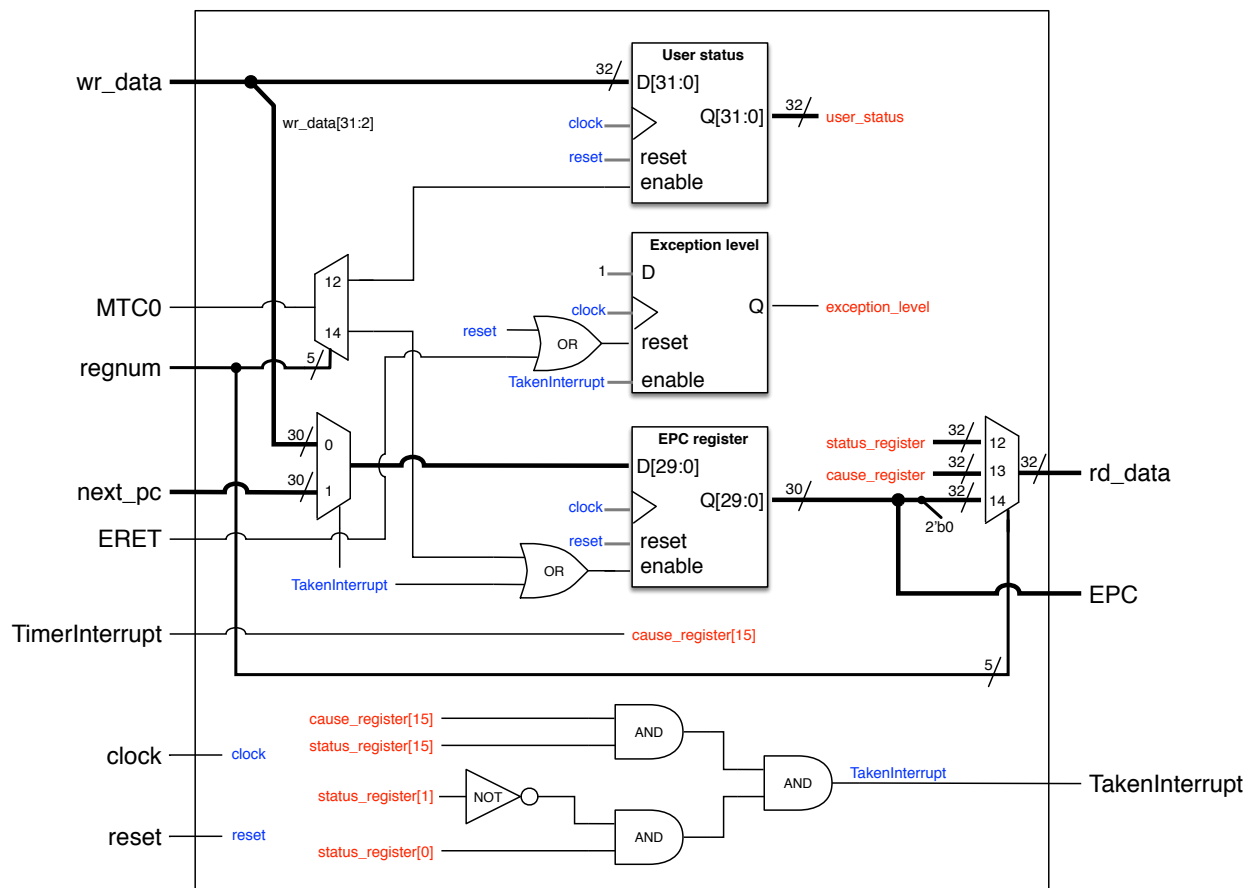 User status
wr_data
32
D[31:0]
Q[31:0]
32
user_status
wr_data[31:2]
clock
reset
reset
enable
Exception level
12
1
D
MTC0
clock
Q
exception_level
14
reset
OR
reset
regnum
5
TakenInterrupt
enable
EPC register
30
0
D[29:0]
status_register
32
12
cause_register
32
13
32
rd_data
next_pc
30
1
Q[29:0]
30
32
14
clock
2'b0
ERET
reset
reset
OR
enable
TakenInterrupt
EPC
TimerInterrupt
cause_register[15]
5
cause_register[15]
AND
status_register[15]
clock
clock
TakenInterrupt
AND
TakenInterrupt
status_register[1]
NOT
reset
reset
AND
status_register[0]